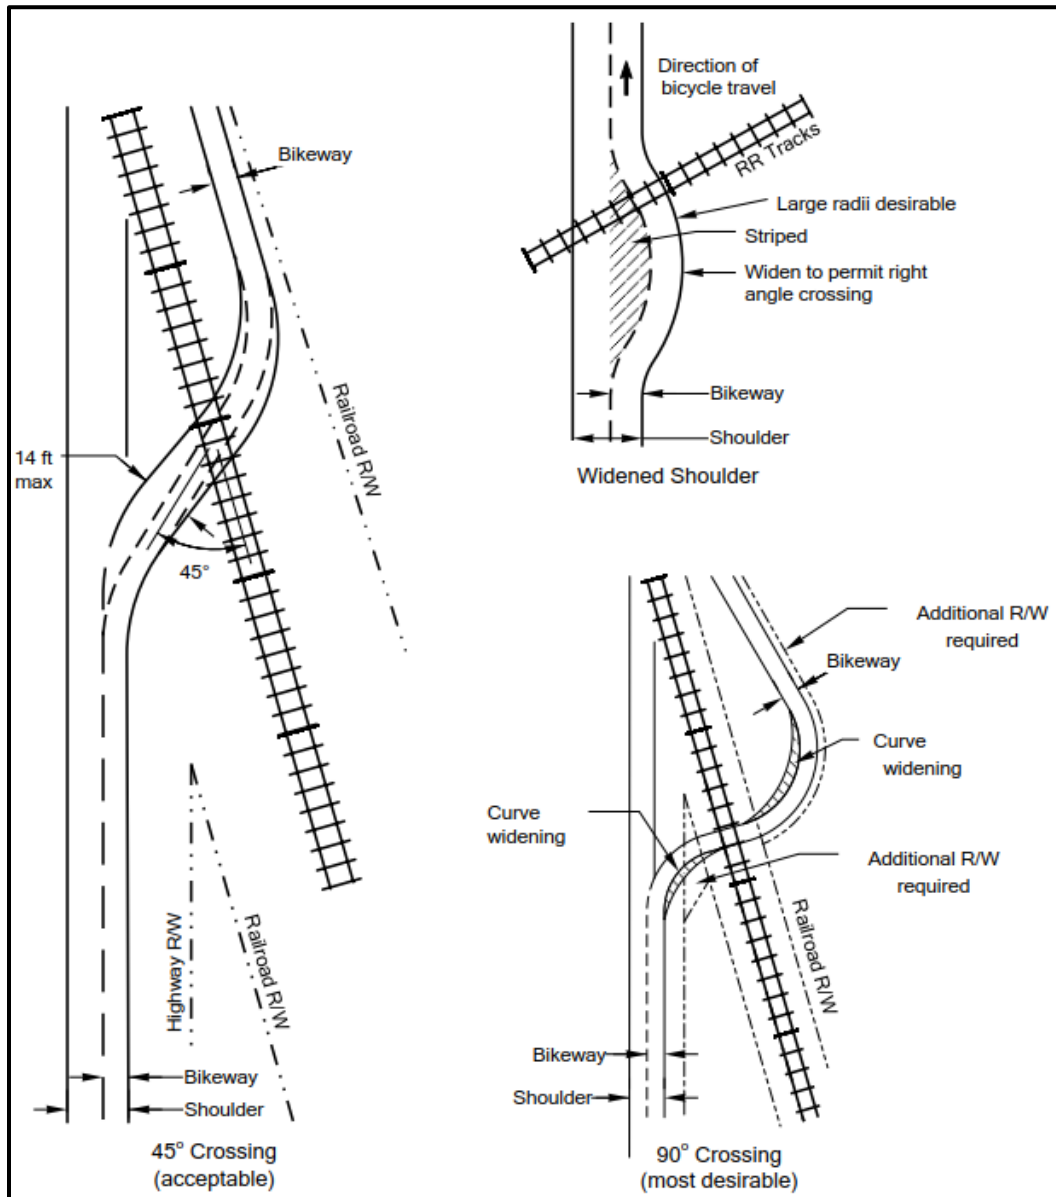 Bikeway
Railroad R/W
14 ft
max
45°
Highway R/W
Railroad R/W
Bikeway
Shoulder
45° Crossing
(acceptable)
Direction of
bicycle travel
RR Tracks
Large radii desirable
Striped
Widen to permit right
angle crossing
Bikeway
Shoulder
Widened Shoulder
Additional R/W
required
Bikeway
Curve
widening
Curve
widening
Additional R/W
required
Railroad R/W
Bikeway
Shoulder
90° Crossing
(most desirable)